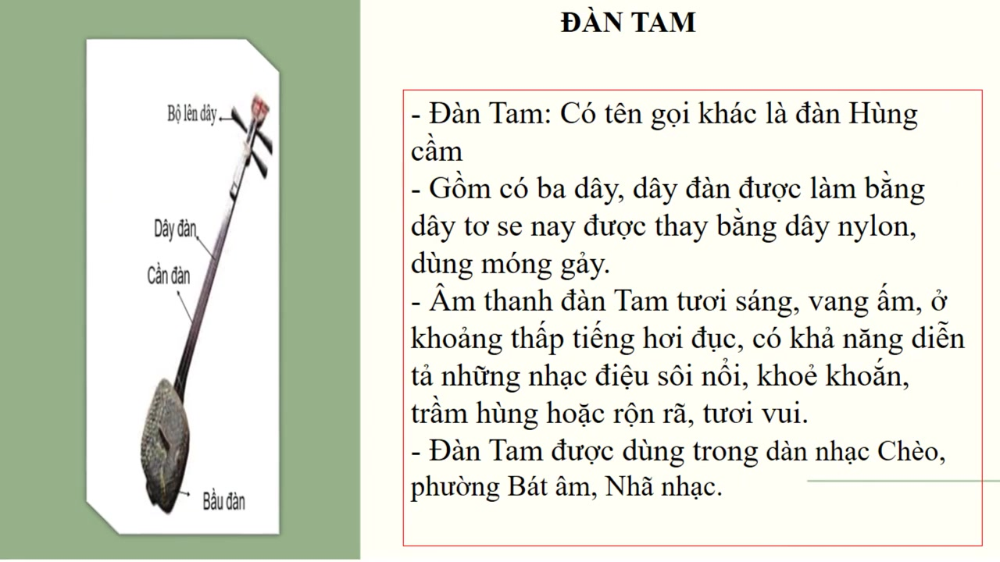 ĐÀN TAM
Bộ lên dây
Dây đàn
Cần đàn
Bầu đàn
- Đàn Tam: Có tên gọi khác là đàn Hùng
cầm
- Gồm có ba dây, dây đàn được làm bằng
dây tơ se nay được thay bằng dây nylon,
dùng móng gảy.
- Âm thanh đàn Tam tươi sáng, vang ấm, ở
khoảng thấp tiếng hơi đục, có khả năng diễn
tả những nhạc điệu sôi nổi, khoẻ khoắn,
trầm hùng hoặc rộn rã, tươi vui.
- Đàn Tam được dùng trong dàn nhạc Chèo,
phường Bát âm, Nhã nhạc.